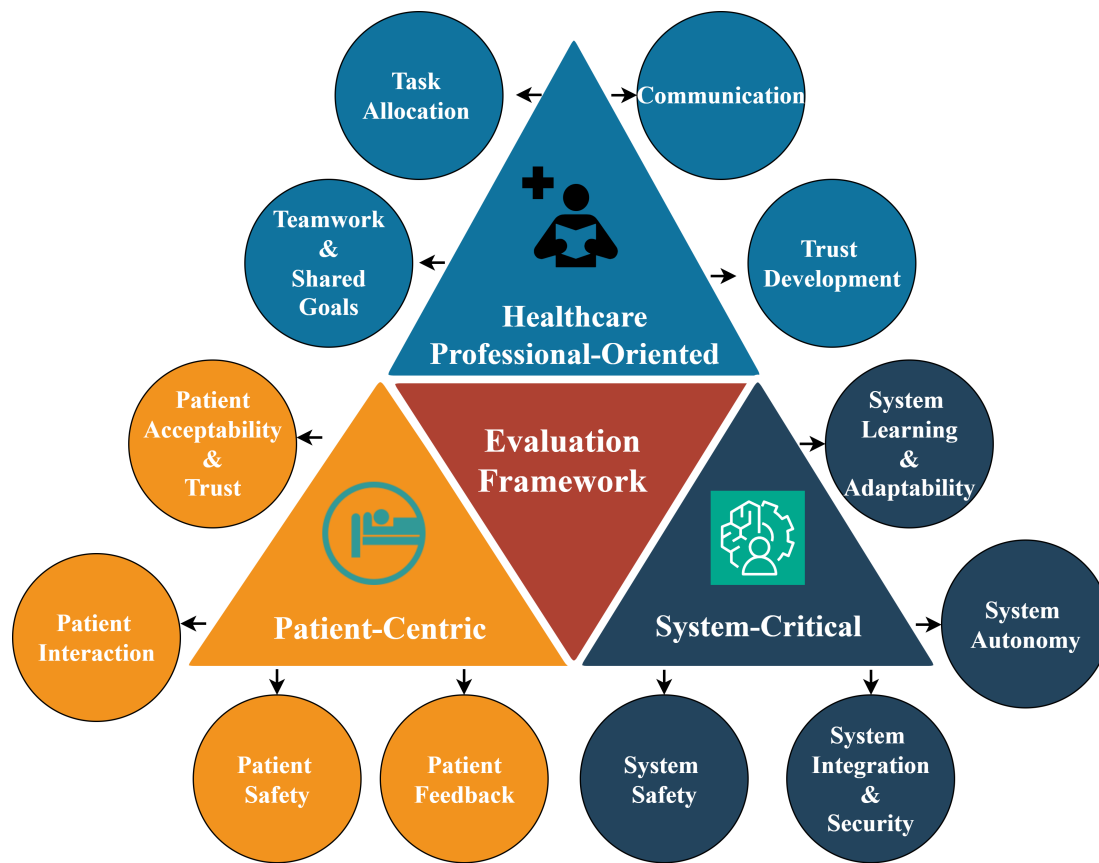 Task
Allocation
Communication
Teamwork
&
Shared
Goals
Trust
Development
Healthcare
Professional-Oriented
Patient
Acceptability
&
Trust
Evaluation
Framework
System
Learning
&
Adaptability
Patient
Interaction
Patient-Centric
System-Critical
System
Autonomy
Patient
Safety
Patient
Feedback
System
Safety
System
Integration
&
Security